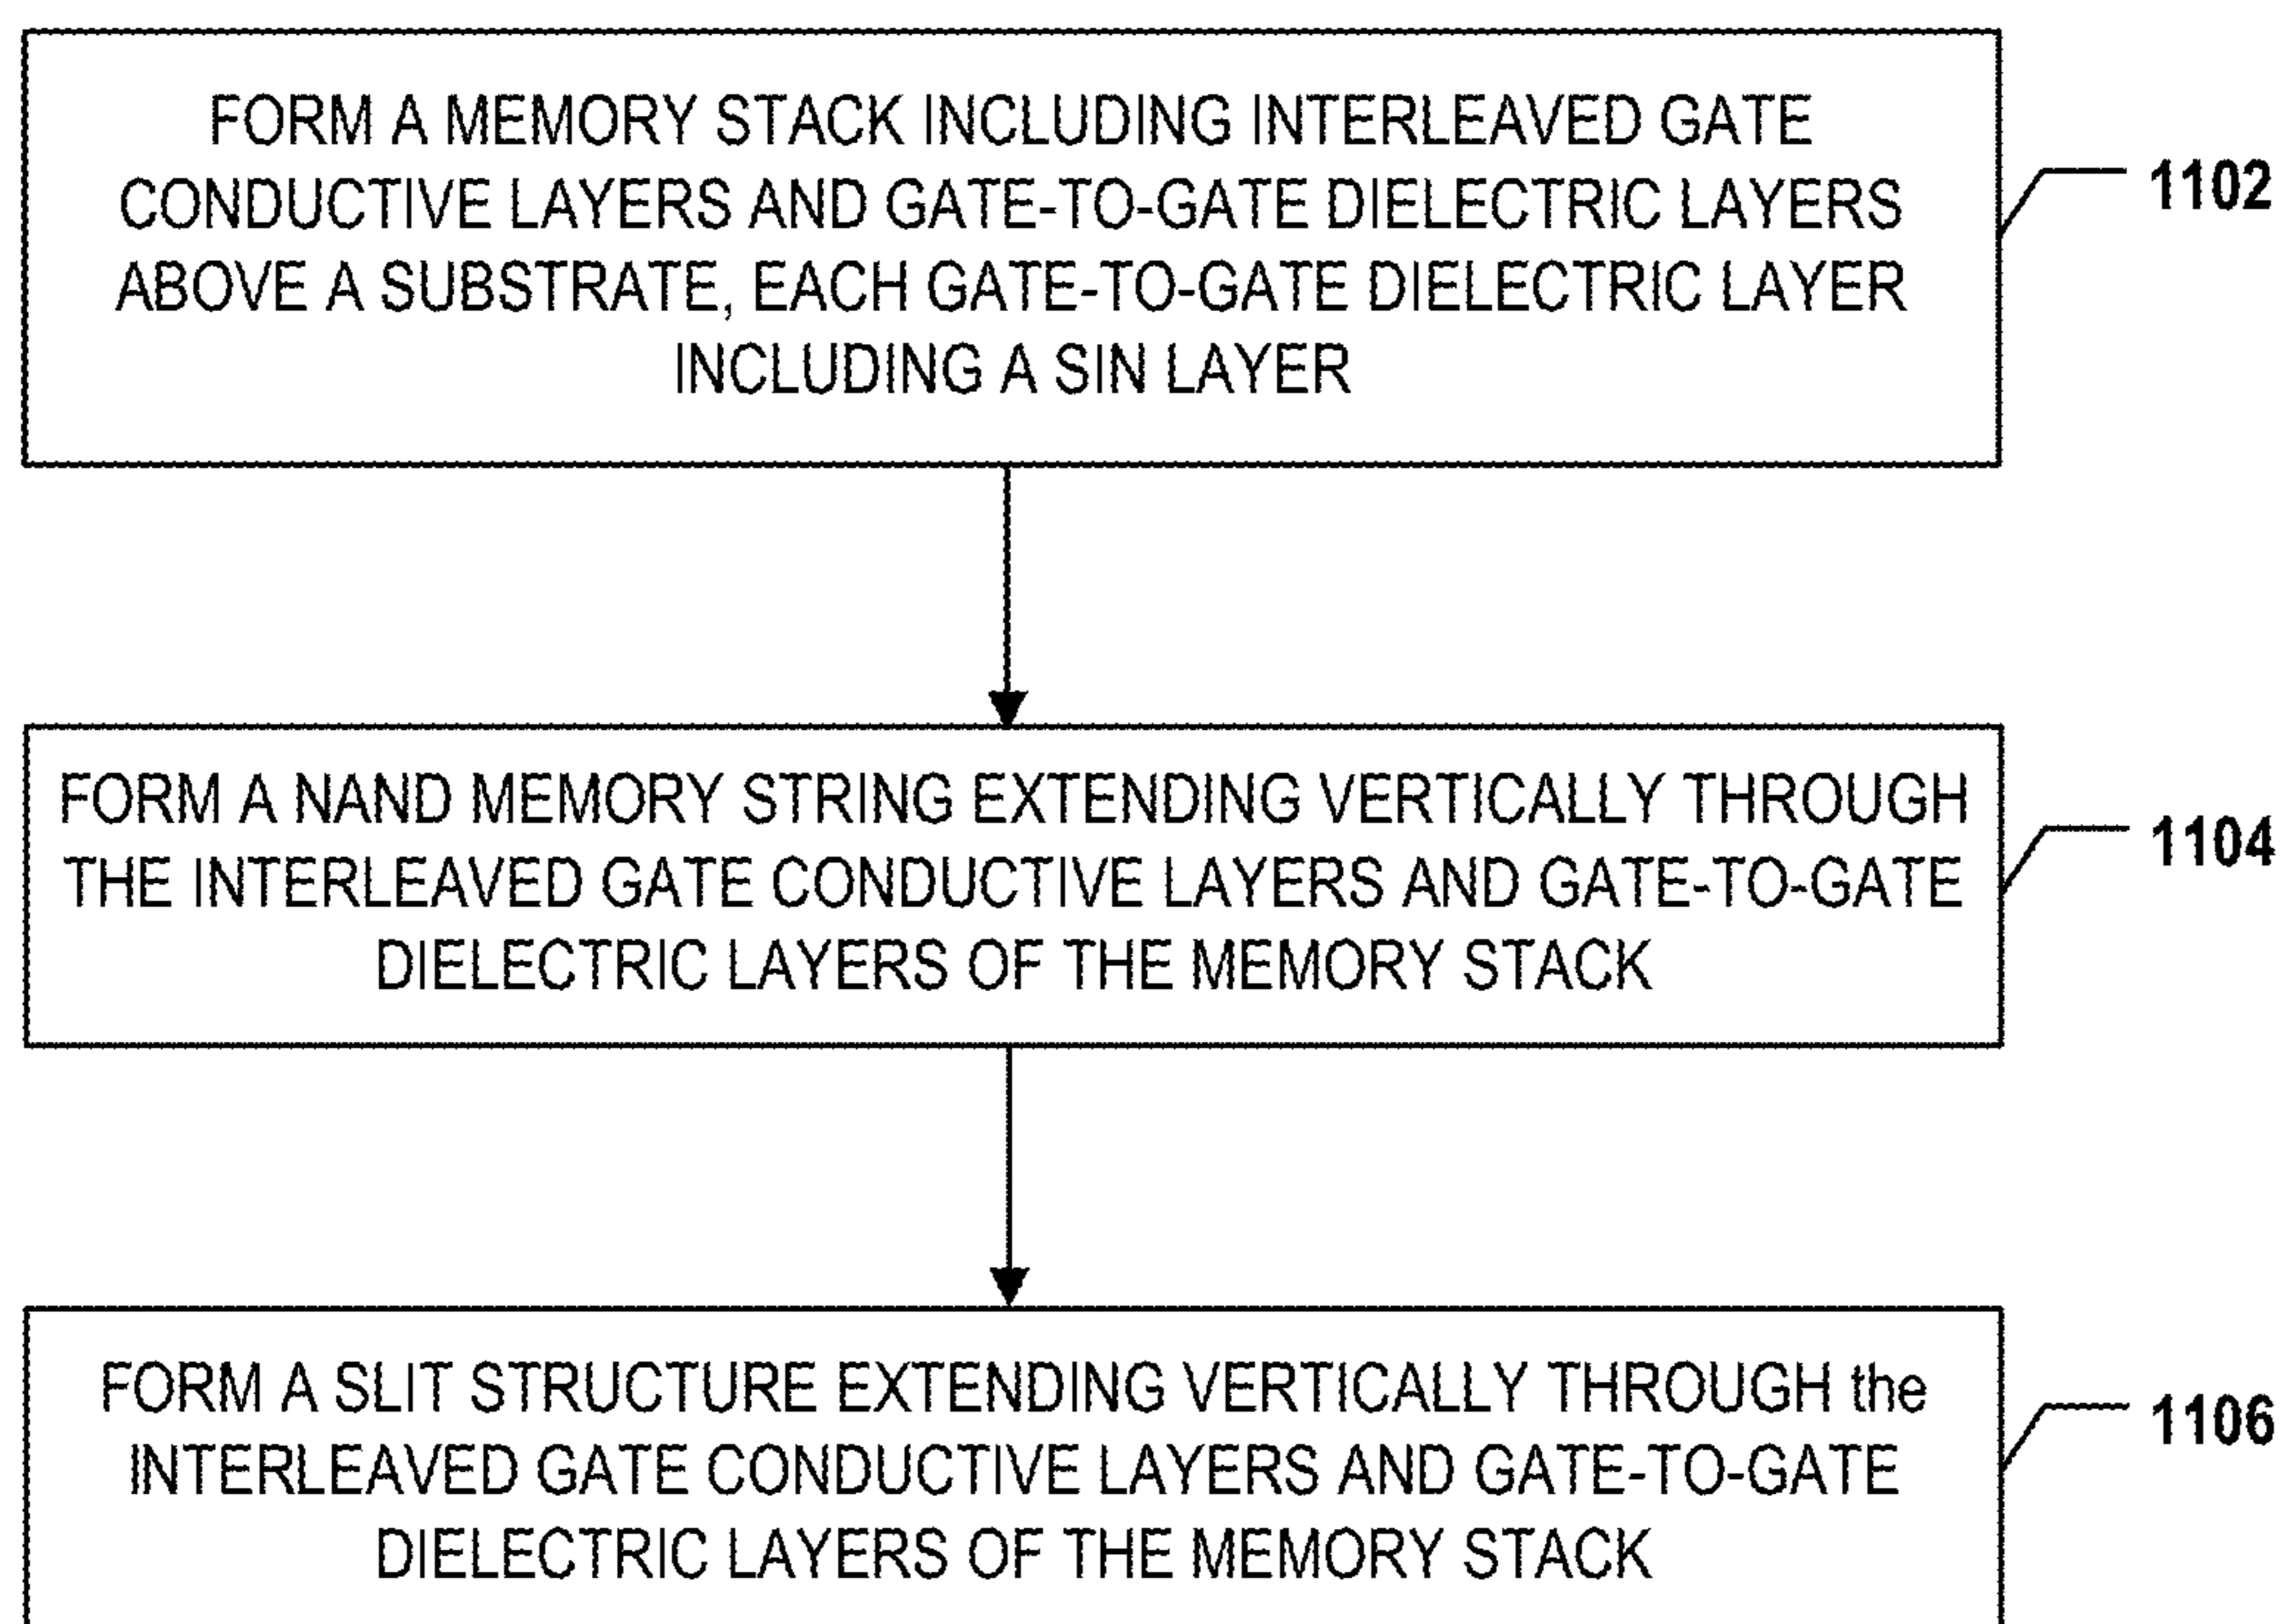 FORM A MEMORY STACK INCLUDING INTERLEAVED GATE
CONDUCTIVE LAYERS AND GATE-TO-GATE DIELECTRIC LAYERS
ABOVE A SUBSTRATE, EACH GATE-TO-GATE DIELECTRIC LAYER
INCLUDING A SIN LAYER
1102
FORM A NAND MEMORY STRING EXTENDING VERTICALLY THROUGH
THE INTERLEAVED GATE CONDUCTIVE LAYERS AND GATE-TO-GATE
DIELECTRIC LAYERS OF THE MEMORY STACK
1104
FORM A SLIT STRUCTURE EXTENDING VERTICALLY THROUGH the
INTERLEAVED GATE CONDUCTIVE LAYERS AND GATE-TO-GATE
DIELECTRIC LAYERS OF THE MEMORY STACK
1106